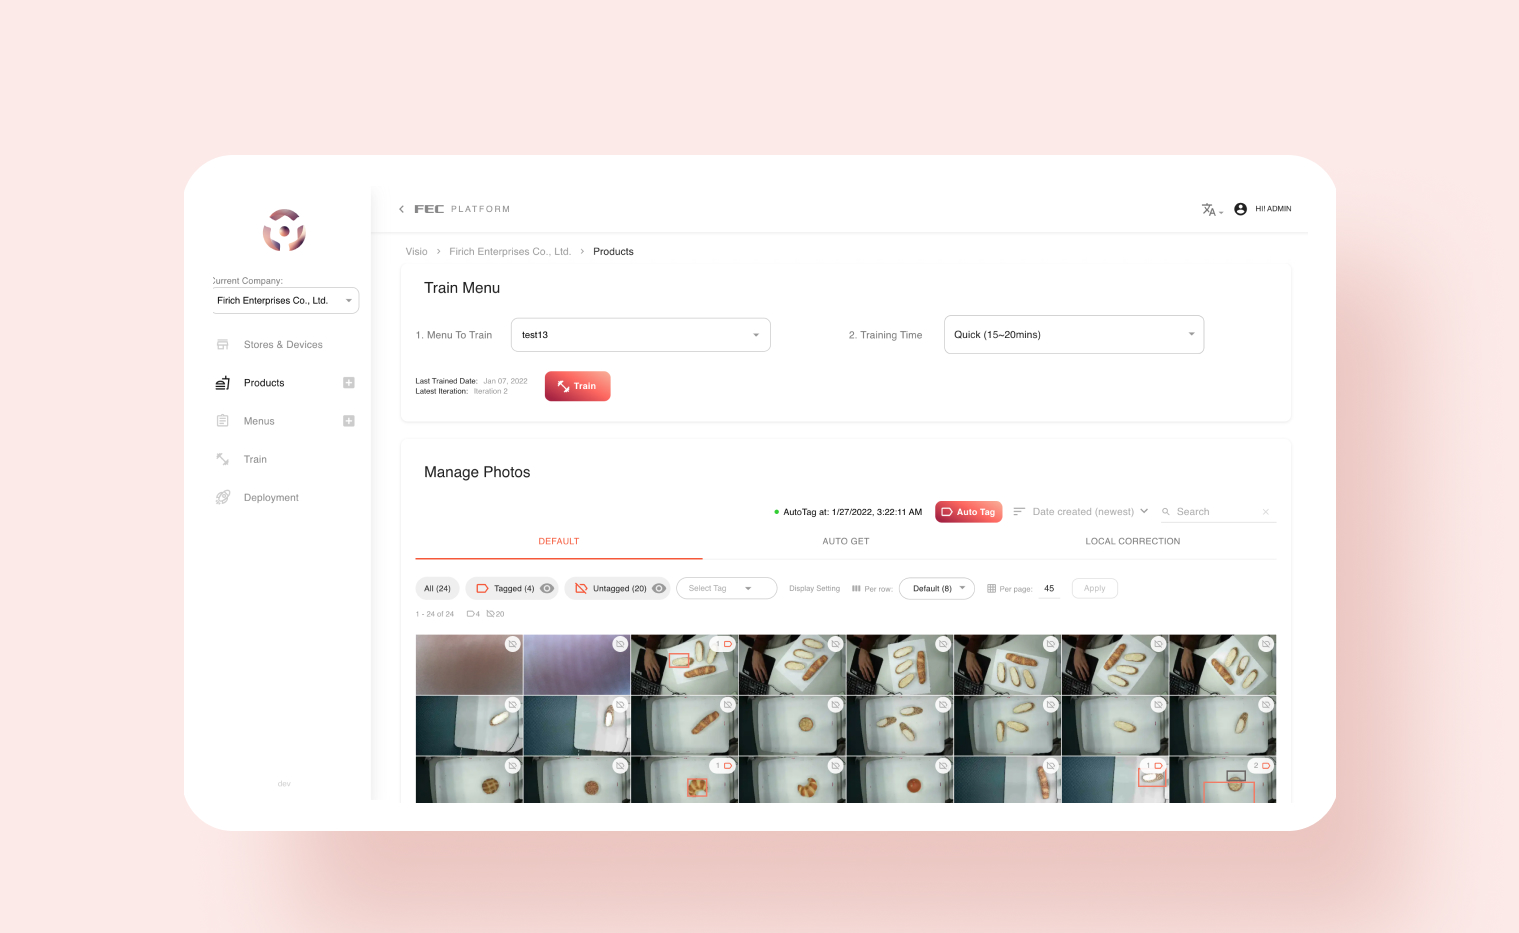 FEC PLATFORM
HI! ADMIN
Current Company:
Firich Enterprises Co., Ltd.
Stores & Devices
Products
Menus
Train
Deployment
dev
Visio > Firich Enterprises Co., Ltd. > Products
Train Menu
1. Menu To Train test13
2. Training Time Quick (15~20mins)
Last Trained Date: Jan 07, 2022
Latest Iteration: Iteration 2
Train
Manage Photos
AutoTag at: 1/27/2022, 3:22:11 AM Auto Tag Date created (newest) Search
DEFAULT AUTO GET LOCAL CORRECTION
All (24) Tagged (4) Untagged (20) Select Tag Display Setting Per row: Default (8) Per page: 45 Apply
1 - 24 of 24 4 20
1
1 1 2